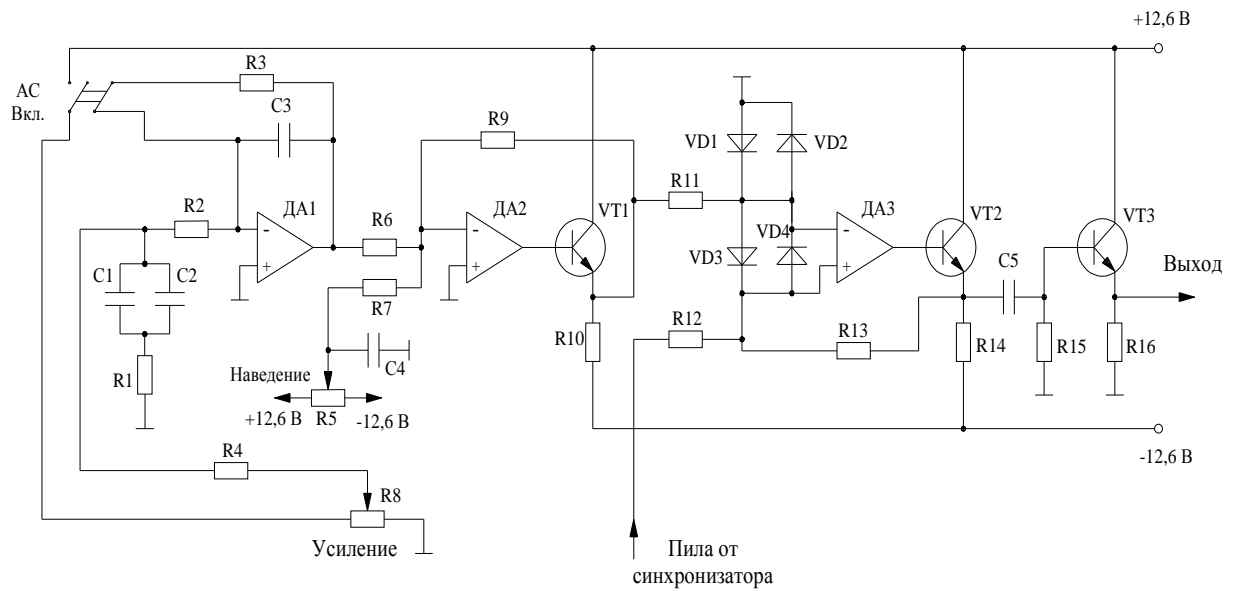 +12,6 В
АС
Вкл.
R3
C3
R9
VD1
VD2
R11
R2
ДА1
R6
ДА2
VT1
ДА3
VT2
VT3
-
+
-
+
-
+
VD3
VD4
C1
C2
R7
R12
R13
C5
Выход
R1
C4
R10
R14
R15
R16
Наведение
+12,6 В
R5
-12,6 В
-12,6 В
R4
R8
Усиление
Пила от
синхронизатора